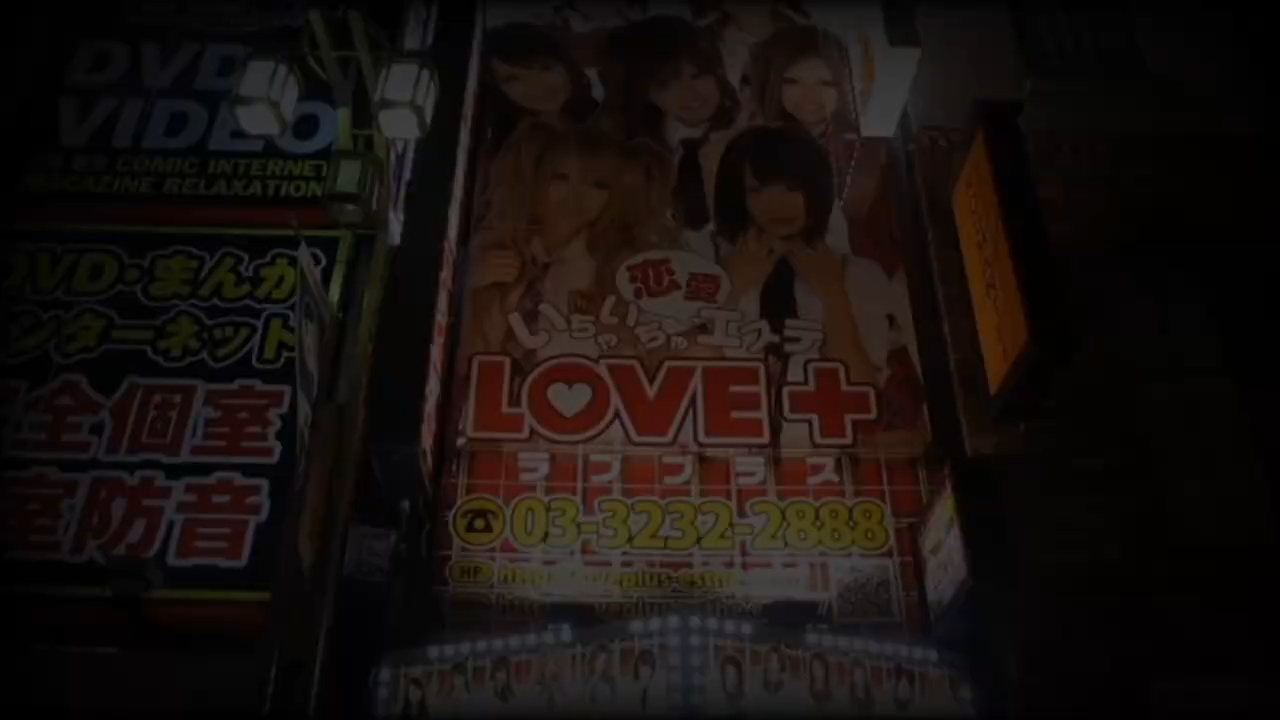 DVD
VIDEO
COMIC INTERNET
MAGAZINE RELAXATION
DVD・まんが
ンターネット
全個室
室防音
恋愛
いちゃいちゃエステ
LOVE+
ラブプラス
03-3232-2888
HP